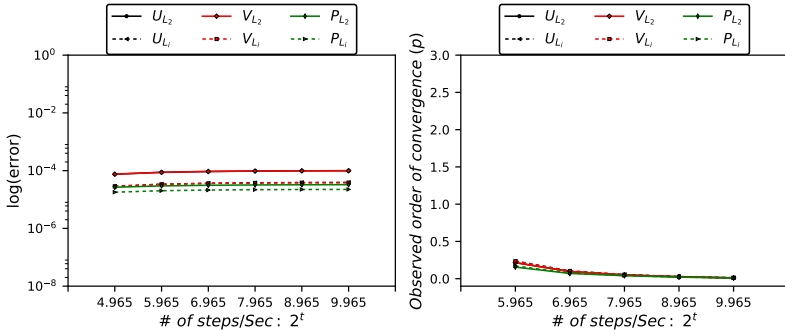 U_{L_2} V_{L_2} P_{L_2}
U_{L_i} V_{L_i} P_{L_i}
10^0
10^{-2}
10^{-4}
10^{-6}
10^{-8}
log(error)
4.965 5.965 6.965 7.965 8.965 9.965
# of steps/Sec: 2^t
U_{L_2} V_{L_2} P_{L_2}
U_{L_i} V_{L_i} P_{L_i}
3.0
2.5
2.0
1.5
1.0
0.5
0.0
Observed order of convergence (p)
5.965 6.965 7.965 8.965 9.965
# of steps/Sec: 2^t